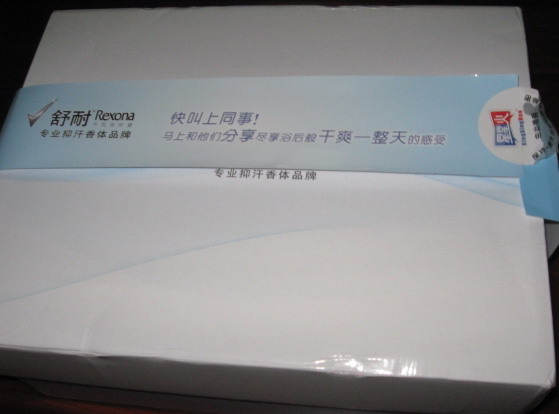 舒耐 Rexona
专业抑汗香体品牌
快叫上同事!
马上和他们分享尽享浴后般干爽一整天的感受
星火
专业抑汗香体品牌